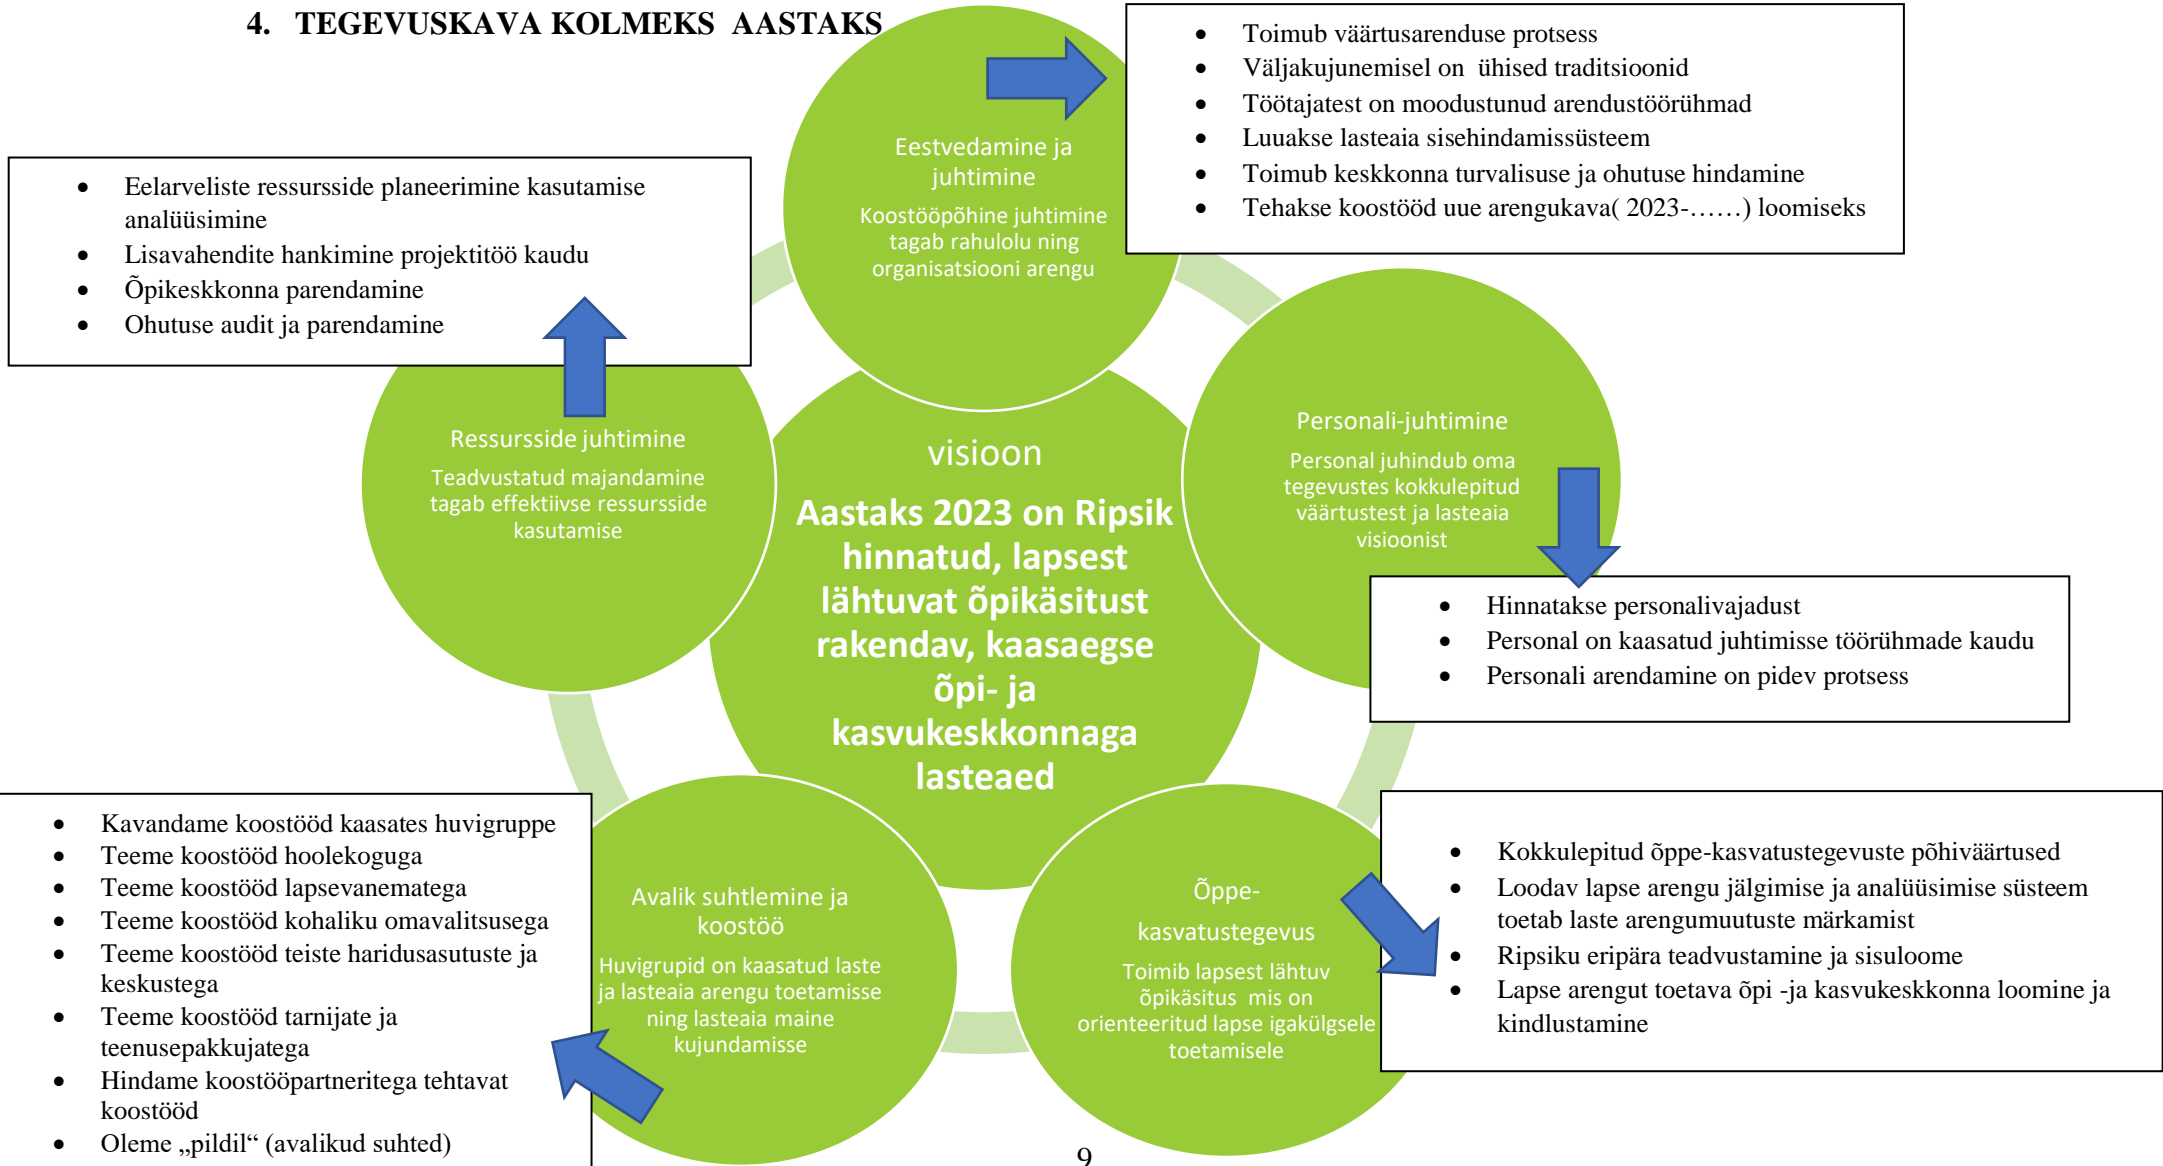 4. TEGEVUSKAVA KOLMEKS AASTAKS
• Toimub väärtusarenduse protsess
• Väljakujunemisel on ühised traditsioonid
• Töötajatest on moodustunud arendustöörühmad
• Luuakse lasteaia sisehindamissüsteem
• Toimub keskkonna turvalisuse ja ohutuse hindamine
• Tehakse koostööd uue arengukava( 2023-……) loomiseks
Eestvedamine ja
juhtimine
Koostööpõhine juhtimine
tagab rahulolu ning
organisatsiooni arengu
• Eelarveliste ressursside planeerimine kasutamise
analüüsimine
• Lisavahendite hankimine projektitöö kaudu
• Õpikeskkonna parendamine
• Ohutuse audit ja parendamine
Ressursside juhtimine
Teadvustatud majandamine
tagab effektiivse ressursside
kasutamise
visioon
Aastaks 2023 on Ripsik
hinnatud, lapsest
lähtuvat õpikäsitust
rakendav, kaasaegse
õpi- ja
kasvukeskkonnaga
lasteaed
Personali-juhtimine
Personal juhindub oma
tegevustes kokkulepitud
väärtustest ja lasteaia
visioonist
• Hinnatakse personalivajadust
• Personal on kaasatud juhtimisse töörühmade kaudu
• Personali arendamine on pidev protsess
• Kavandame koostööd kaasates huvigruppe
• Teeme koostööd hoolekoguga
• Teeme koostööd lapsevanematega
• Teeme koostööd kohaliku omavalitsusega
• Teeme koostööd teiste haridusasutuste ja
keskustega
• Teeme koostööd tarnijate ja
teenusepakkujatega
• Hindame koostööpartneritega tehtavat
koostööd
• Oleme „pildil“ (avalikud suhted)
Avalik suhtlemine ja
koostöö
Huvigrupid on kaasatud laste
ja lasteaia arengu toetamisse
ning lasteaia maine
kujundamisse
Õppe-
kasvatustegevus
Toimib lapsest lähtuv
õpikäsitus mis on
orienteeritud lapse igakülgsele
toetamisele
• Kokkulepitud õppe-kasvatustegevuste põhiväärtused
• Loodav lapse arengu jälgimise ja analüüsimise süsteem
toetab laste arengumuutuste märkamist
• Ripsiku eripära teadvustamine ja sisuloome
• Lapse arengut toetava õpi -ja kasvukeskkonna loomine ja
kindlustamine
9